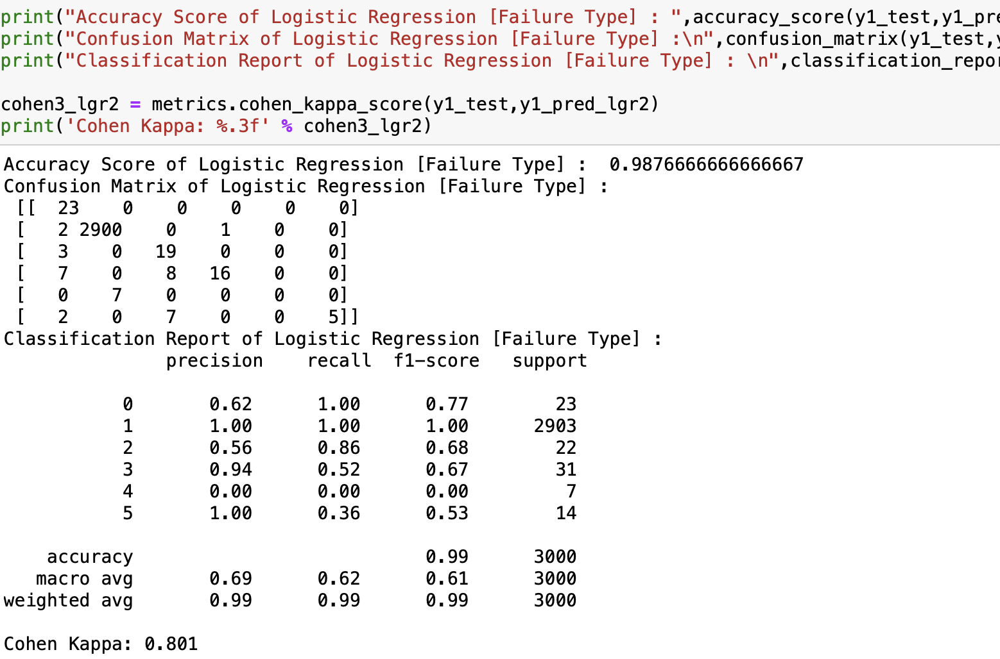 print("Accuracy Score of Logistic Regression [Failure Type] : ",accuracy_score(y1_test,y1_pre
print("Confusion Matrix of Logistic Regression [Failure Type] :\n",confusion_matrix(y1_test,y
print("Classification Report of Logistic Regression [Failure Type] : \n",classification_repor
cohen3_lgr2 = metrics.cohen_kappa_score(y1_test,y1_pred_lgr2)
print('Cohen Kappa: %.3f' % cohen3_lgr2)
Accuracy Score of Logistic Regression [Failure Type] :  0.9876666666666667
Confusion Matrix of Logistic Regression [Failure Type] :
 [[  23    0    0    0    0    0]
 [   2 2900    0    1    0    0]
 [   3    0   19    0    0    0]
 [   7    0    8   16    0    0]
 [   0    7    0    0    0    0]
 [   2    0    7    0    0    5]]
Classification Report of Logistic Regression [Failure Type] :
               precision    recall  f1-score   support
           0       0.62      1.00      0.77        23
           1       1.00      1.00      1.00      2903
           2       0.56      0.86      0.68        22
           3       0.94      0.52      0.67        31
           4       0.00      0.00      0.00         7
           5       1.00      0.36      0.53        14
    accuracy                           0.99      3000
   macro avg       0.69      0.62      0.61      3000
weighted avg       0.99      0.99      0.99      3000
Cohen Kappa: 0.801